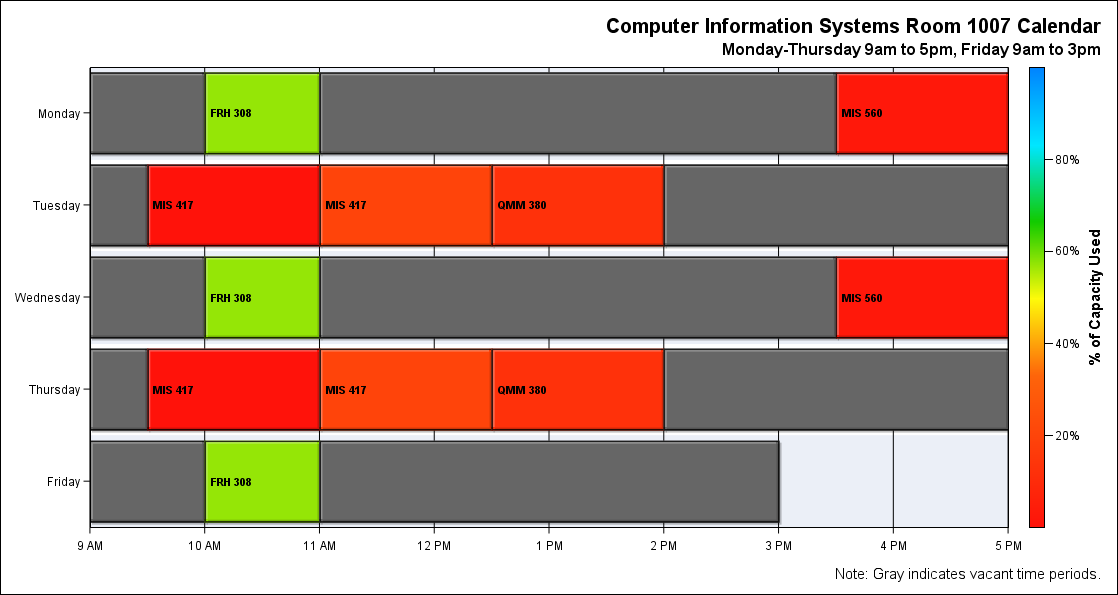 Computer Information Systems Room 1007 Calendar
Monday-Thursday 9am to 5pm, Friday 9am to 3pm
Monday
FRH 308
MIS 560
Tuesday
MIS 417
MIS 417
QMM 380
Wednesday
FRH 308
MIS 560
Thursday
MIS 417
MIS 417
QMM 380
Friday
FRH 308
9 AM
10 AM
11 AM
12 PM
1 PM
2 PM
3 PM
4 PM
5 PM
80%
60%
40%
20%
% of Capacity Used
Note: Gray indicates vacant time periods.